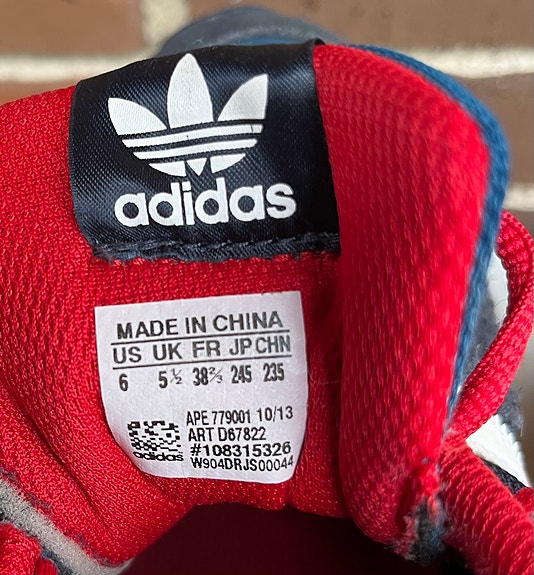 adidas
MADE IN CHINA
US UK FR JP CHN
6 5½ 38⅔ 245 235
APE 779001 10/13
ART D67822
#108315326
adidas W904DRJS00044